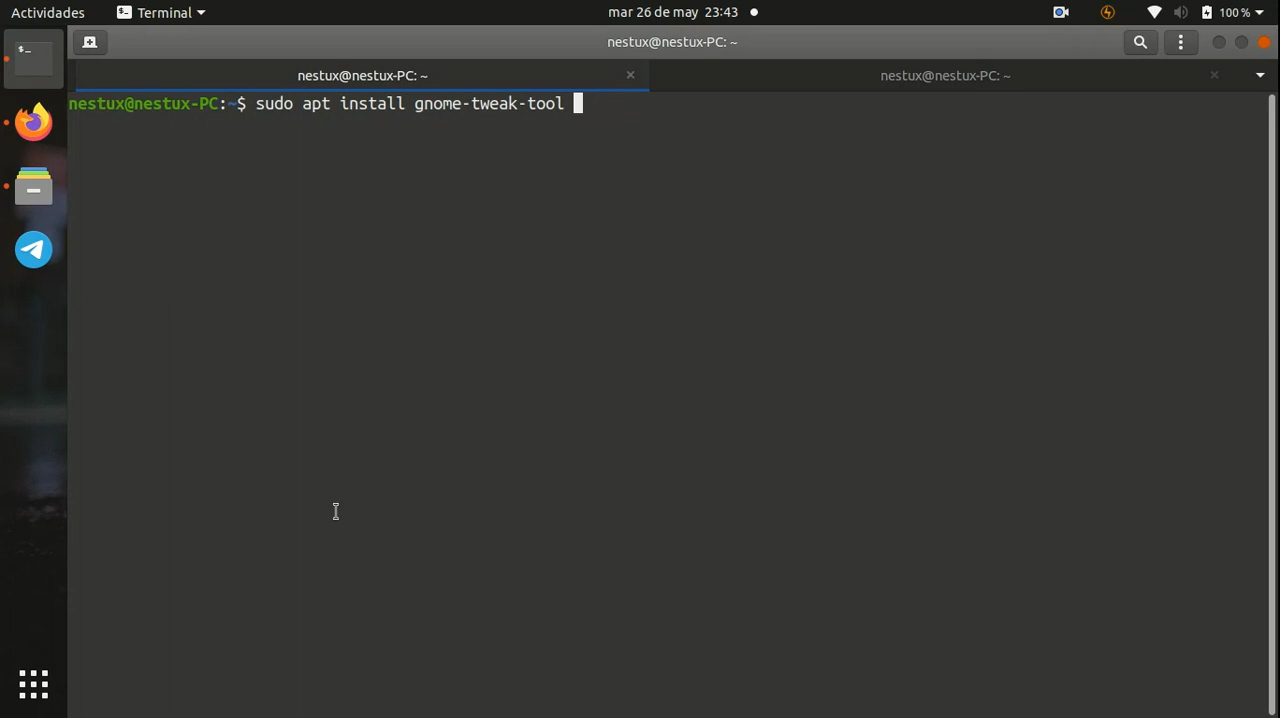 Actividades
Terminal
mar 26 de may 23:43
100 %
nestux@nestux-PC: ~
nestux@nestux-PC: ~
nestux@nestux-PC: ~
nestux@nestux-PC:~$ sudo apt install gnome-tweak-tool